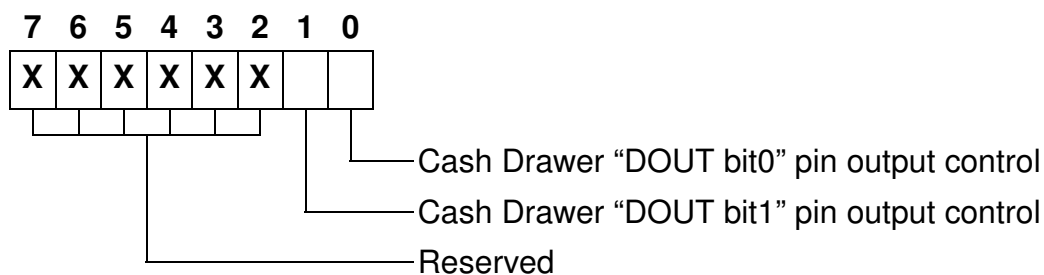 7 6 5 4 3 2 1 0
X X X X X X
Cash Drawer “DOUT bit0” pin output control
Cash Drawer “DOUT bit1” pin output control
Reserved